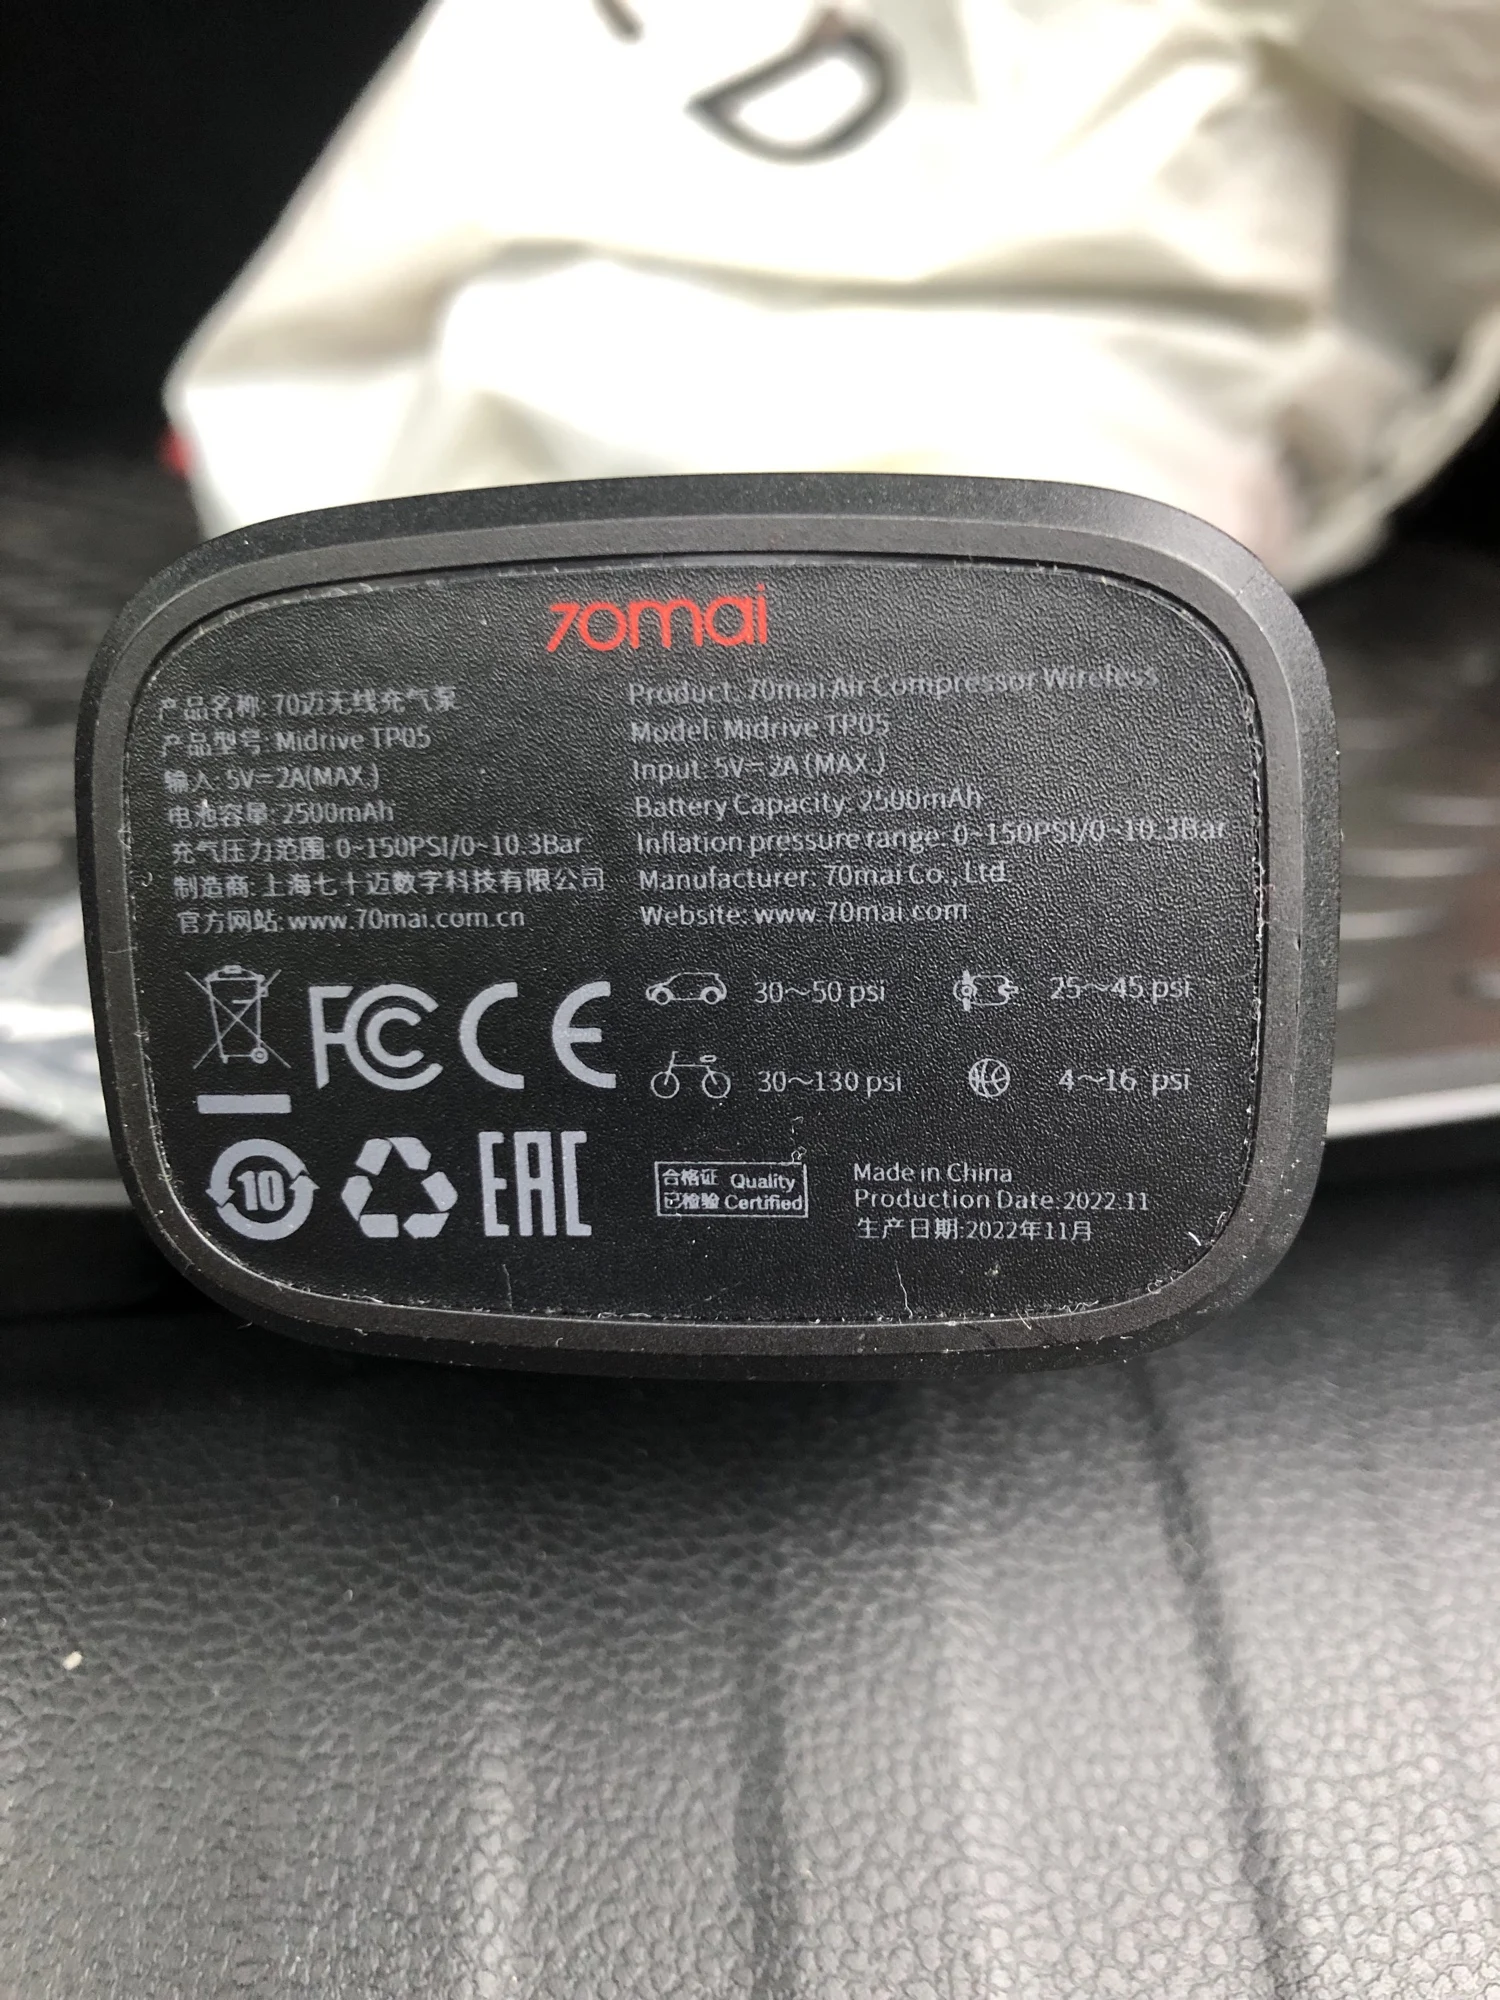 D
70mai
产品名称: 70迈无线充气泵
产品型号: Midrive TP05
输入: 5V⎓2A(MAX.)
电池容量: 2500mAh
充气压力范围: 0~150PSI/0~10.3Bar
制造商: 上海七十迈数字科技有限公司
官方网站: www.70mai.com.cn
Product: 70mai Air Compressor Wireless
Model: Midrive TP05
Input: 5V⎓2A (MAX.)
Battery Capacity: 2500mAh
Inflation pressure range: 0~150PSI/0~10.3Bar
Manufacturer: 70mai Co., Ltd.
Website: www.70mai.com
FC CE
30~50 psi
25~45 psi
30~130 psi
4~16 psi
10
EAC
合格证 Quality
已检验 Certified
Made in China
Production Date:2022.11
生产日期:2022年11月